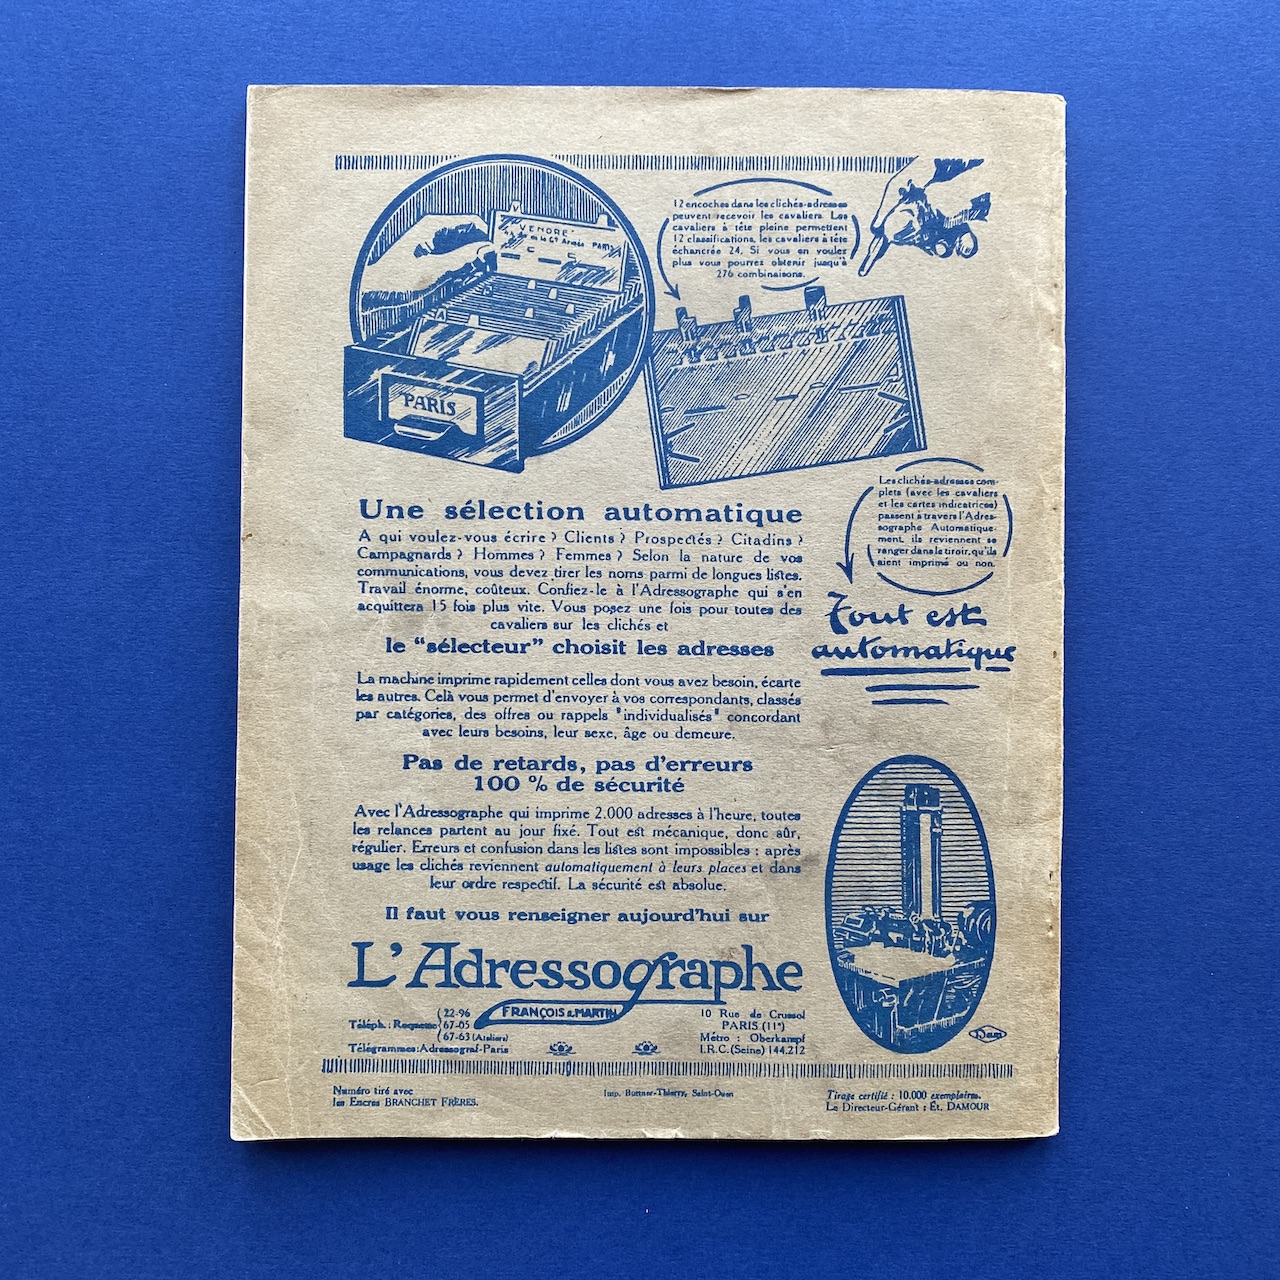 VENDRE
de la Gde Armée PARIS
PARIS
12 encoches dans les clichés-adresses
peuvent recevoir les cavaliers. Les
cavaliers à tête pleine permettent
12 classifications, les cavaliers à tête
échancrée 24. Si vous en voulez
plus vous pourrez obtenir jusqu'à
276 combinaisons.
Les clichés-adresses com-
plets (avec les cavaliers
et les cartes indicatrices)
passent à travers l'Adres-
sographe Automatique-
ment, ils reviennent se
ranger dans le tiroir, qu'ils
aient imprimé ou non.
Tout est
automatique
Une sélection automatique
A qui voulez-vous écrire ? Clients ? Prospectés ? Citadins ?
Campagnards ? Hommes ? Femmes ? Selon la nature de vos
communications, vous devez tirer les noms parmi de longues listes.
Travail énorme, coûteux. Confiez-le à l'Adressographe qui s'en
acquittera 15 fois plus vite. Vous posez une fois pour toutes des
cavaliers sur les clichés et
le "sélecteur" choisit les adresses
La machine imprime rapidement celles dont vous avez besoin, écarte
les autres. Celà vous permet d'envoyer à vos correspondants, classés
par catégories, des offres ou rappels "individualisés" concordant
avec leurs besoins, leur sexe, âge ou demeure.
Pas de retards, pas d'erreurs
100 % de sécurité
Avec l'Adressographe qui imprime 2.000 adresses à l'heure, toutes
les relances partent au jour fixé. Tout est mécanique, donc sûr,
régulier. Erreurs et confusion dans les listes sont impossibles : après
usage les clichés reviennent automatiquement à leurs places et dans
leur ordre respectif. La sécurité est absolue.
Il faut vous renseigner aujourd'hui sur
L'Adressographe
FRANÇOIS & MARTIN
Téléph. : Roquette { 22-96
67-05
67-63 (Ateliers)
Télégrammes : Adressograf-Paris
10 Rue de Crussol
PARIS (11e)
Métro : Oberkampf
I.R.C. (Seine) 144.212
Dam
Numéro tiré avec
les Encres BRANCHET FRÈRES.
Imp. Buttner-Thierry, Saint-Ouen
Tirage certifié : 10.000 exemplaires.
Le Directeur-Gérant : Ét. DAMOUR